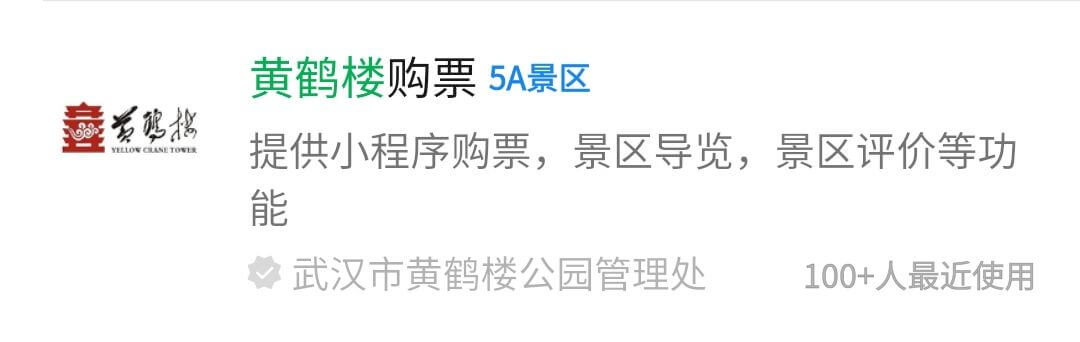 黄鹤楼购票 5A景区
黄鹤楼
YELLOW CRANE TOWER
提供小程序购票，景区导览，景区评价等功
能
武汉市黄鹤楼公园管理处 100+人最近使用